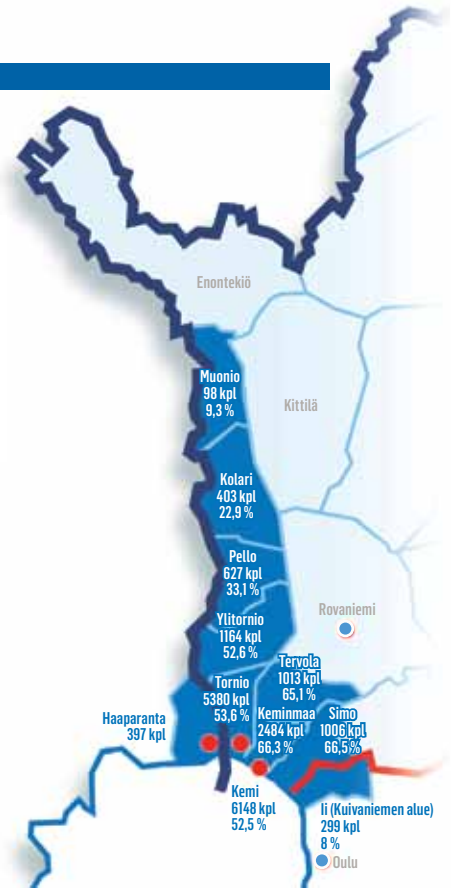 Enontekiö
Muonio
98 kpl
9,3 %
Kittilä
Kolari
403 kpl
22,9 %
Pello
627 kpl
33,1 %
Rovaniemi
Ylitornio
1164 kpl
52,6 %
Tervola
1013 kpl
65,1 %
Tornio
5380 kpl
53,6 %
Haaparanta
397 kpl
Keminmaa
2484 kpl
66,3 %
Simo
1006 kpl
66,5 %
Kemi
6148 kpl
52,5 %
Ii (Kuivaniemen alue)
299 kpl
8 %
Oulu